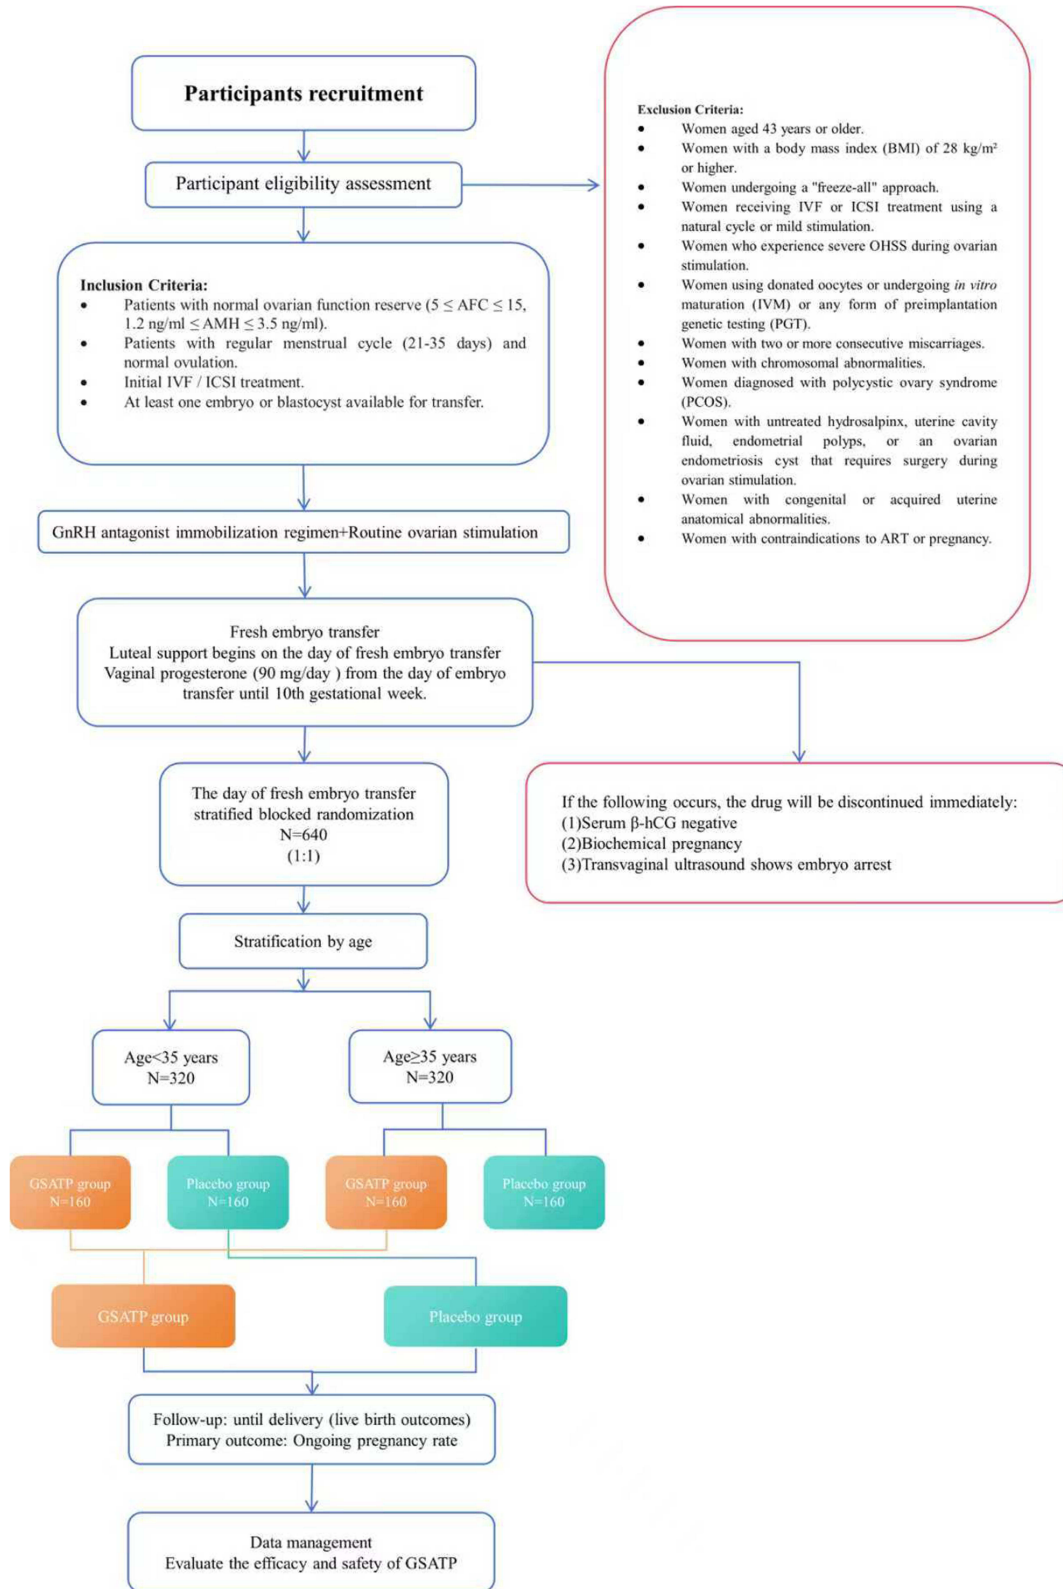 Participants recruitment
Participant eligibility assessment
Inclusion Criteria:
• Patients with normal ovarian function reserve (5 ≤ AFC ≤ 15,
1.2 ng/ml ≤ AMH ≤ 3.5 ng/ml).
• Patients with regular menstrual cycle (21-35 days) and
normal ovulation.
• Initial IVF / ICSI treatment.
• At least one embryo or blastocyst available for transfer.
Exclusion Criteria:
• Women aged 43 years or older.
• Women with a body mass index (BMI) of 28 kg/m²
or higher.
• Women undergoing a "freeze-all" approach.
• Women receiving IVF or ICSI treatment using a
natural cycle or mild stimulation.
• Women who experience severe OHSS during ovarian
stimulation.
• Women using donated oocytes or undergoing in vitro
maturation (IVM) or any form of preimplantation
genetic testing (PGT).
• Women with two or more consecutive miscarriages.
• Women with chromosomal abnormalities.
• Women diagnosed with polycystic ovary syndrome
(PCOS).
• Women with untreated hydrosalpinx, uterine cavity
fluid, endometrial polyps, or an ovarian
endometriosis cyst that requires surgery during
ovarian stimulation.
• Women with congenital or acquired uterine
anatomical abnormalities.
• Women with contraindications to ART or pregnancy.
GnRH antagonist immobilization regimen+Routine ovarian stimulation
Fresh embryo transfer
Luteal support begins on the day of fresh embryo transfer
Vaginal progesterone (90 mg/day ) from the day of embryo
transfer until 10th gestational week.
If the following occurs, the drug will be discontinued immediately:
(1)Serum β-hCG negative
(2)Biochemical pregnancy
(3)Transvaginal ultrasound shows embryo arrest
The day of fresh embryo transfer
stratified blocked randomization
N=640
(1:1)
Stratification by age
Age<35 years
N=320
Age≥35 years
N=320
GSATP group
N=160
Placebo group
N=160
GSATP group
N=160
Placebo group
N=160
GSATP group
Placebo group
Follow-up: until delivery (live birth outcomes)
Primary outcome: Ongoing pregnancy rate
Data management
Evaluate the efficacy and safety of GSATP